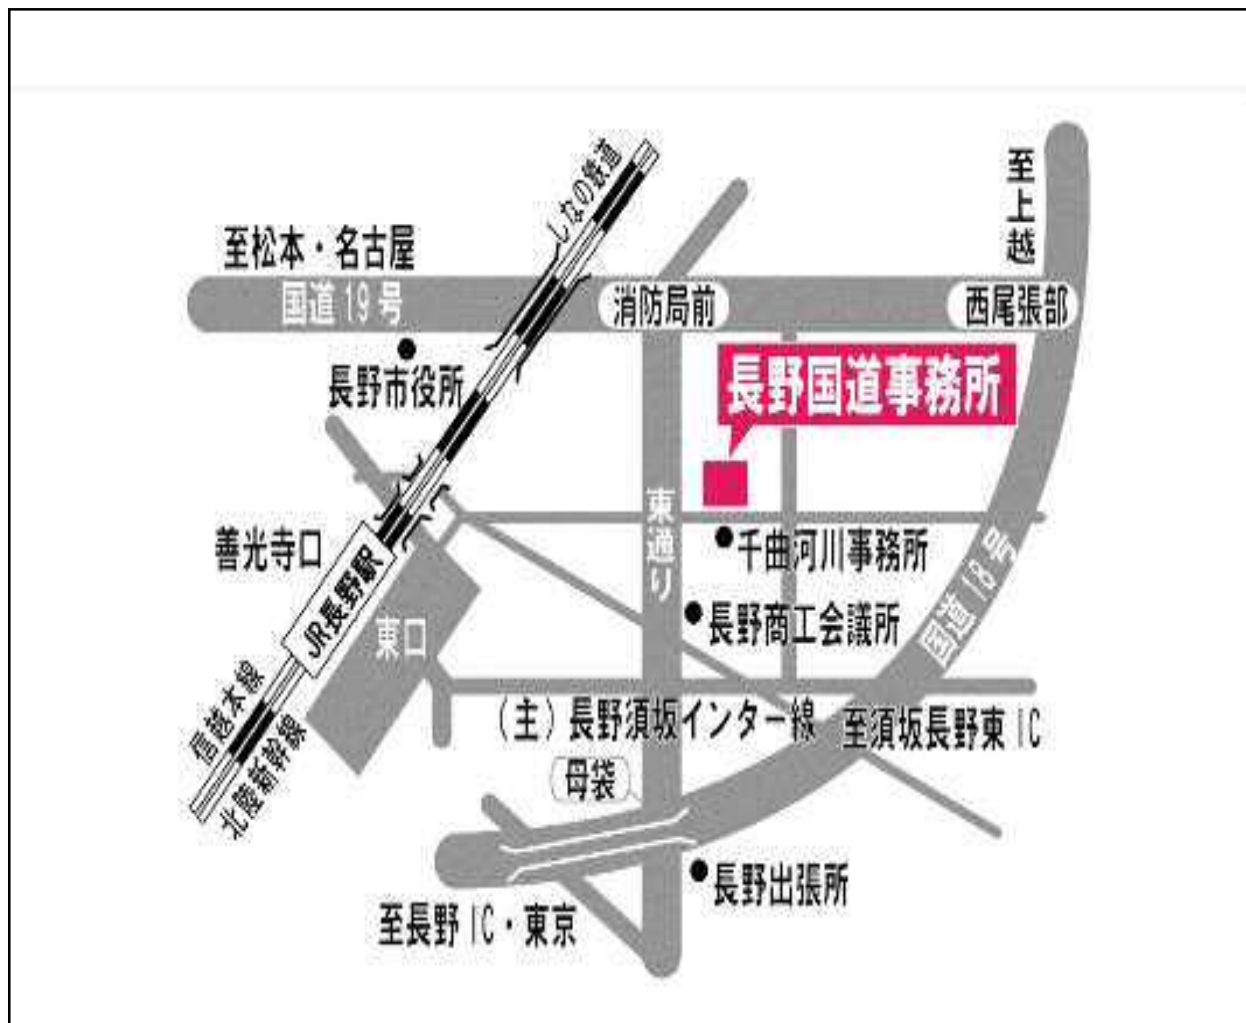 しなの鉄道
至上越
至松本・名古屋
国道19号
消防局前
西尾張部
長野市役所
長野国道事務所
東通り
善光寺口
千曲河川事務所
JR長野駅
国道18号
長野商工会議所
東口
信越本線
北陸新幹線
(主)長野須坂インター線
至須坂長野東IC
母袋
長野出張所
至長野IC・東京